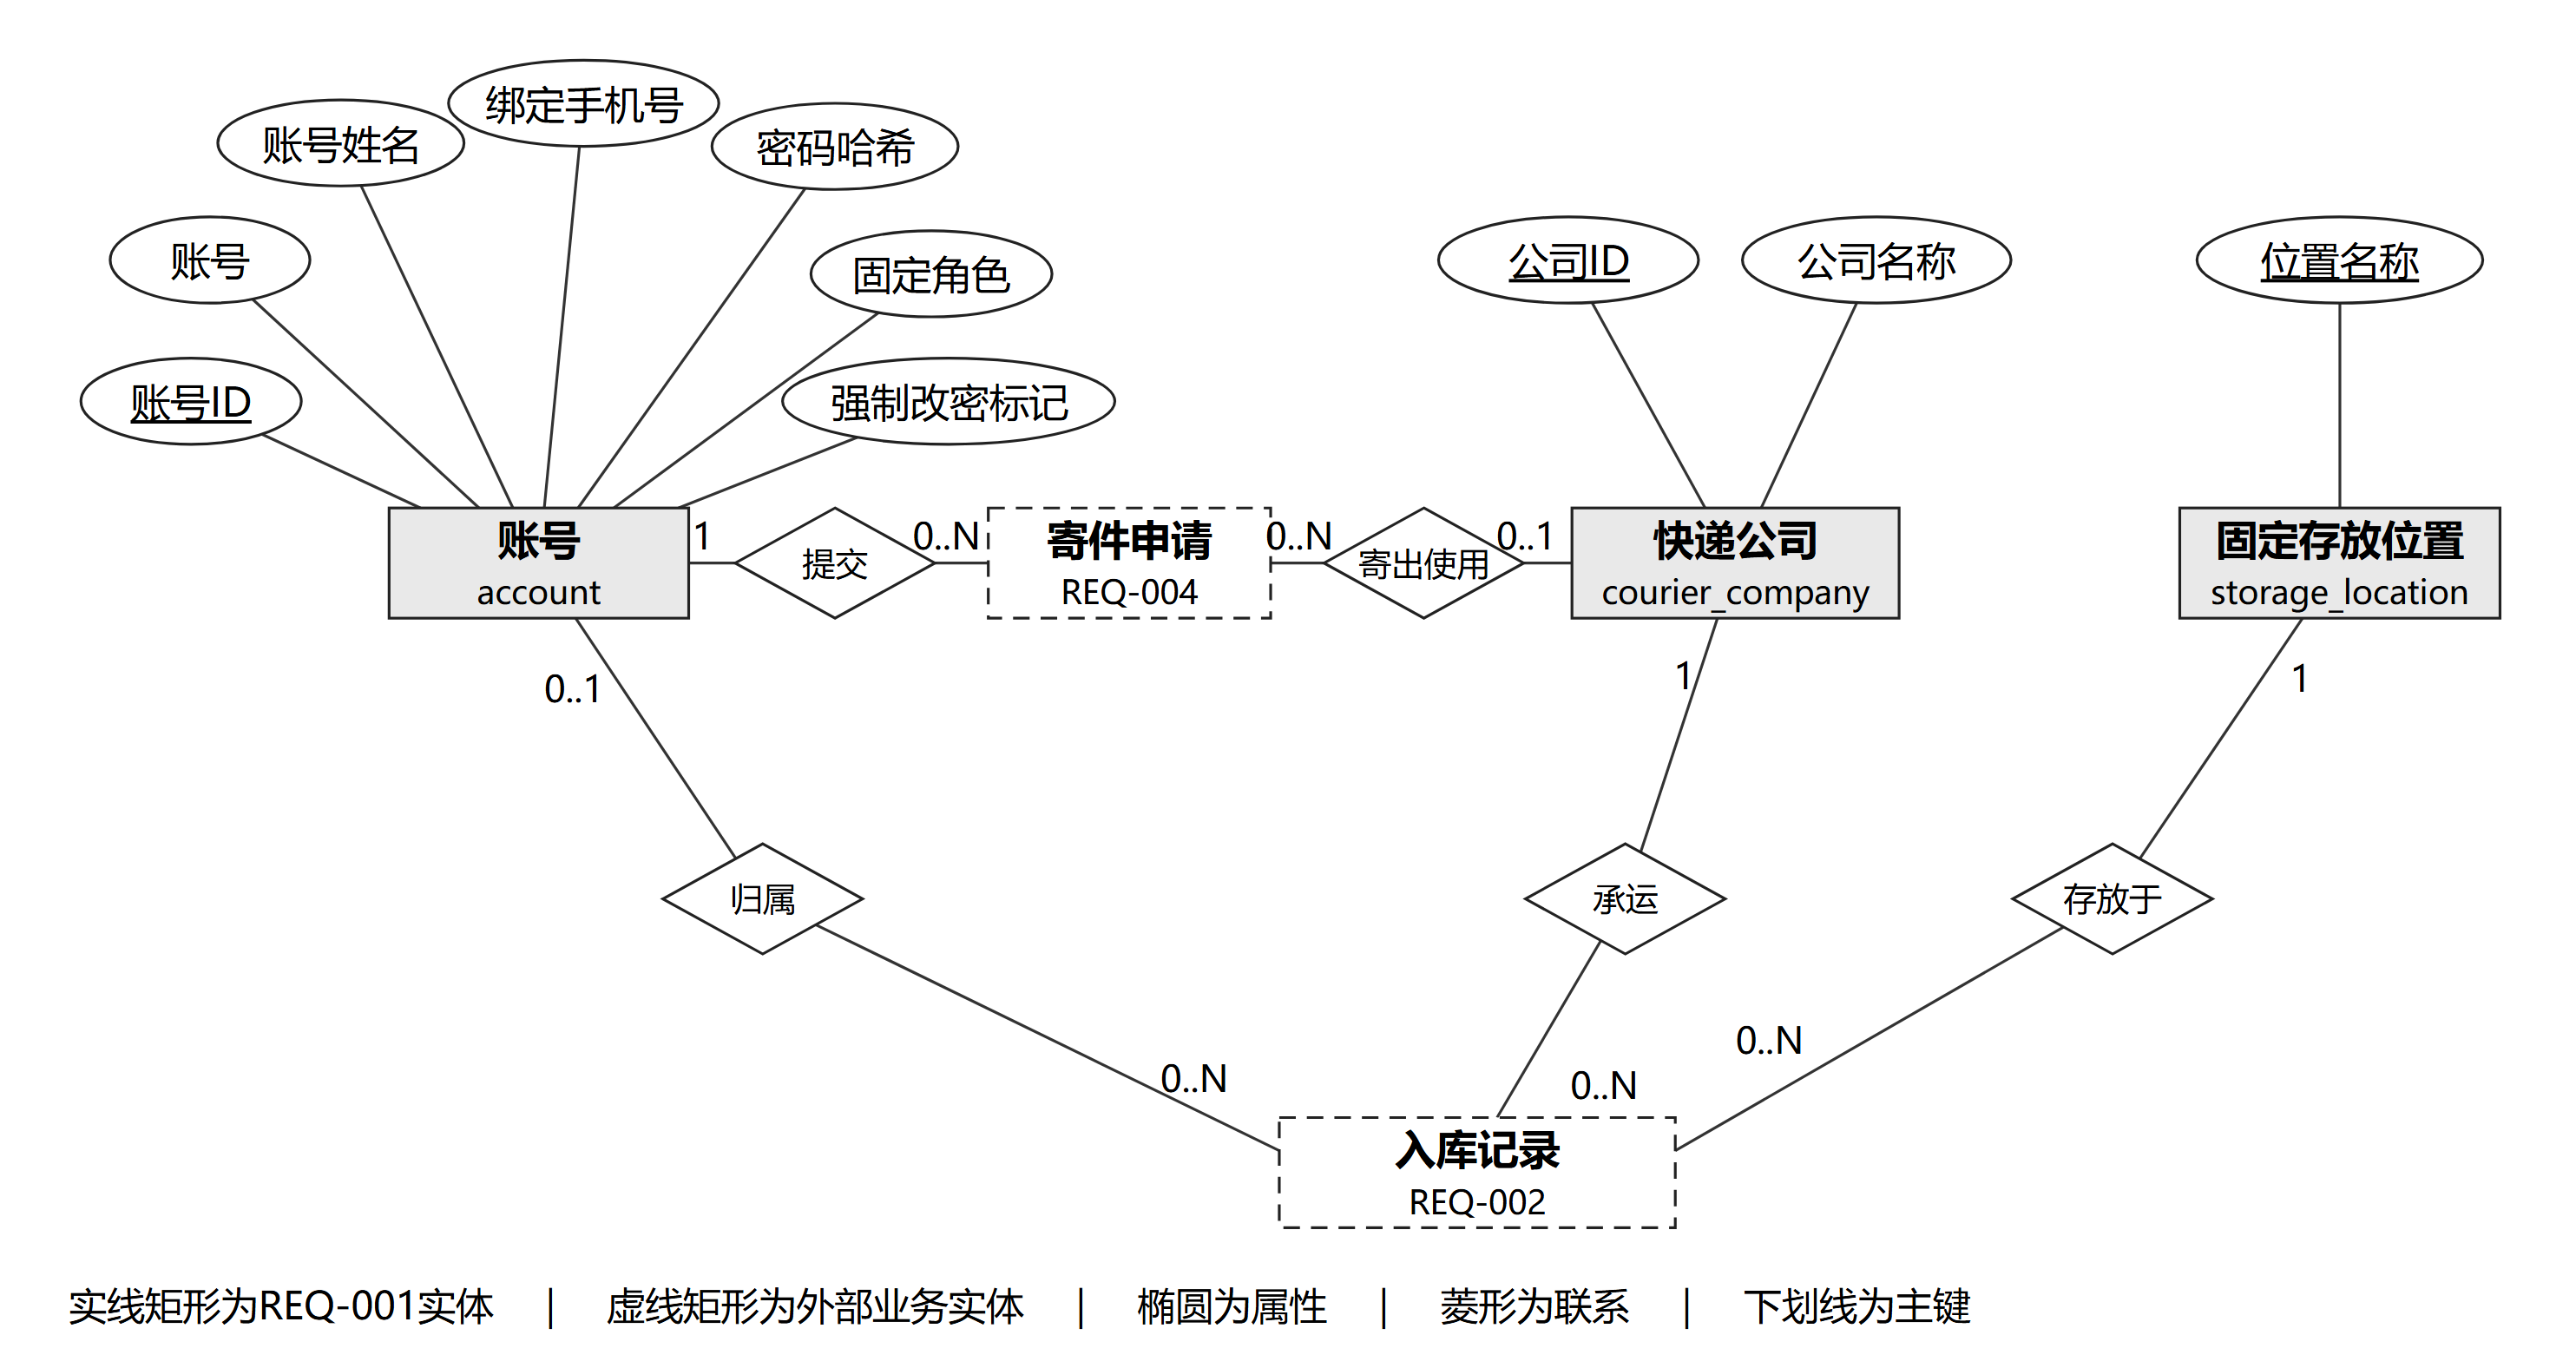 绑定手机号
账号姓名
密码哈希
账号
固定角色
公司ID
公司名称
位置名称
账号ID
强制改密标记
账号
account
1
提交
0..N
寄件申请
REQ-004
0..N
寄出使用
0..1
快递公司
courier_company
固定存放位置
storage_location
0..1
1
1
归属
承运
存放于
0..N
0..N
0..N
入库记录
REQ-002
实线矩形为REQ-001实体 | 虚线矩形为外部业务实体 | 椭圆为属性 | 菱形为联系 | 下划线为主键